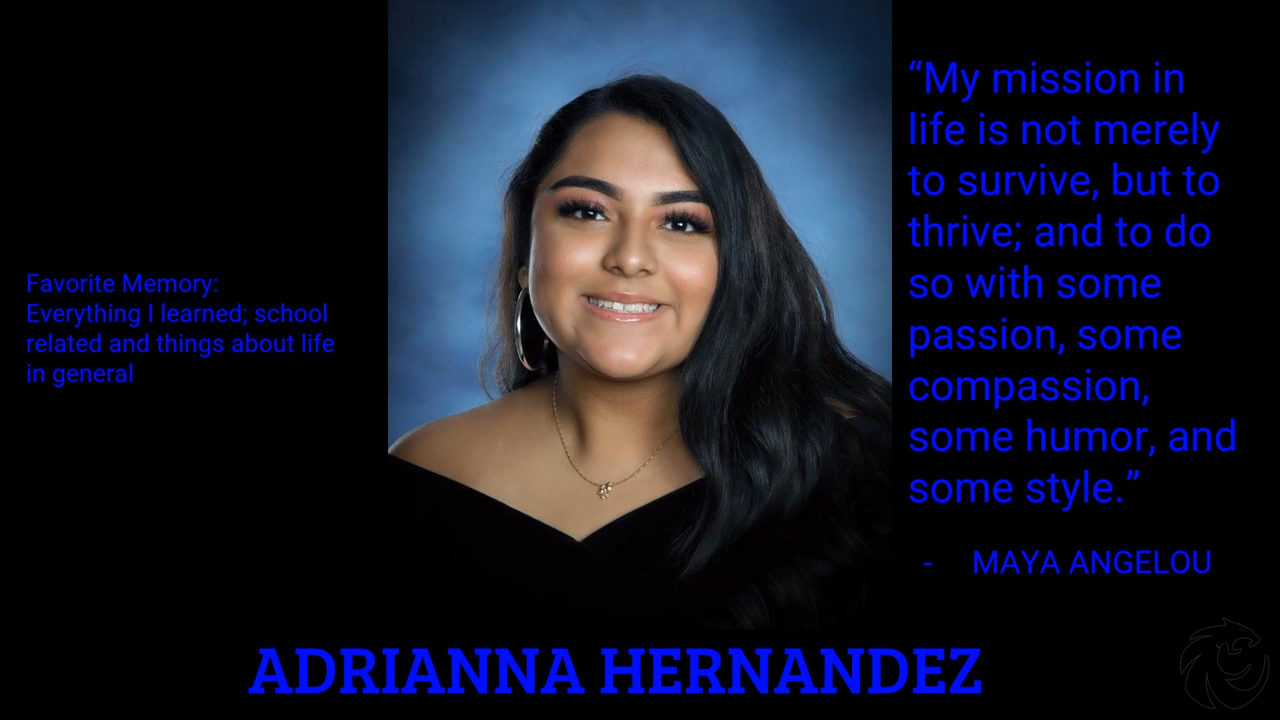 Favorite Memory:
Everything I learned; school
related and things about life
in general
“My mission in
life is not merely
to survive, but to
thrive; and to do
so with some
passion, some
compassion,
some humor, and
some style.”
- MAYA ANGELOU
ADRIANNA HERNANDEZ